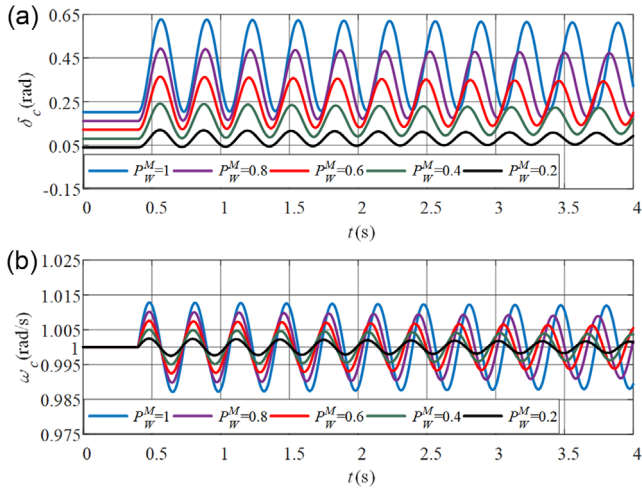 (a)
δc(rad)
0.65
0.45
0.25
0.05
-0.15
P_W^M=1 P_W^M=0.8 P_W^M=0.6 P_W^M=0.4 P_W^M=0.2
0 0.5 1 1.5 2 2.5 3 3.5 4
t(s)
(b)
ωc(rad/s)
1.025
1.015
1.005
1
0.995
0.985
0.975
P_W^M=1 P_W^M=0.8 P_W^M=0.6 P_W^M=0.4 P_W^M=0.2
0 0.5 1 1.5 2 2.5 3 3.5 4
t(s)